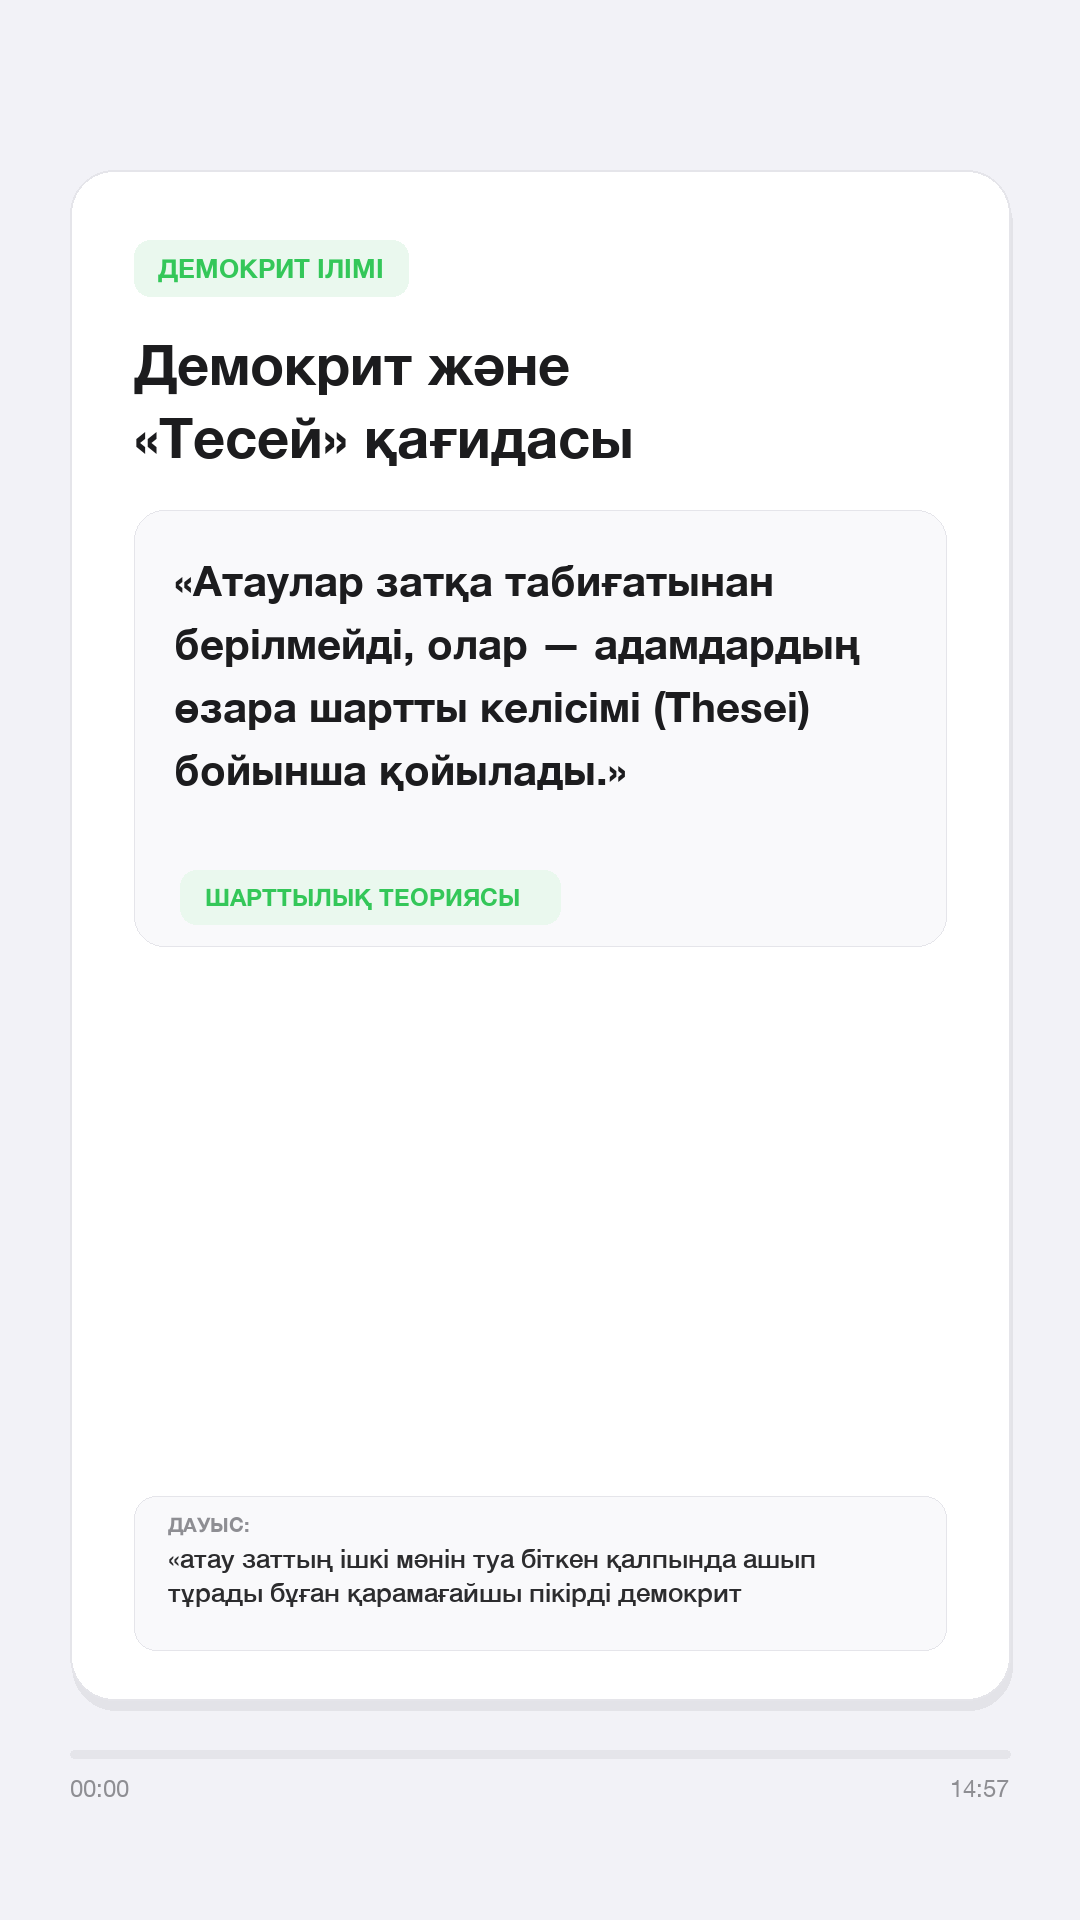 ДЕМОКРИТ ІЛІМІ
Демокрит және
«Тесей» қағидасы
«Атаулар затқа табиғатынан
берілмейді, олар — адамдардың
өзара шартты келісімі (Thesei)
бойынша қойылады.»
ШАРТТЫЛЫҚ ТЕОРИЯСЫ
ДАУЫС:
«атау заттың ішкі мәнін туа біткен қалпында ашып
тұрады бұған қарамағайшы пікірді демокрит
00:00
14:57